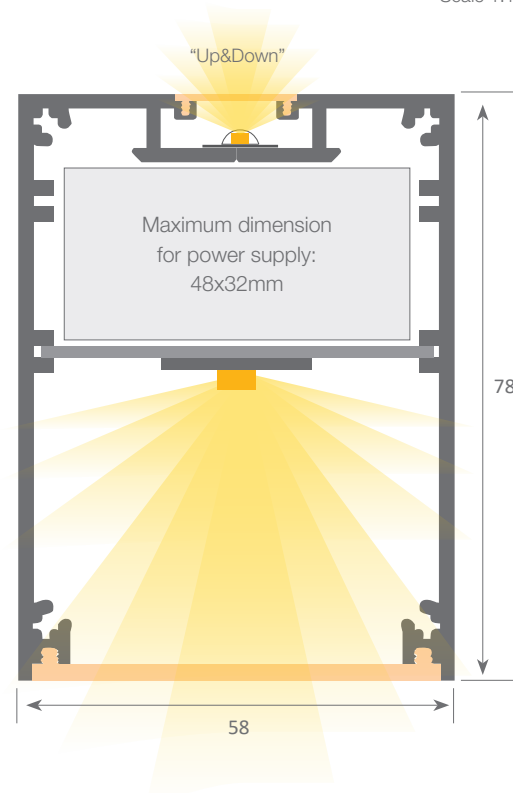 “Up&Down”
Maximum dimension
for power supply:
48x32mm
78
58